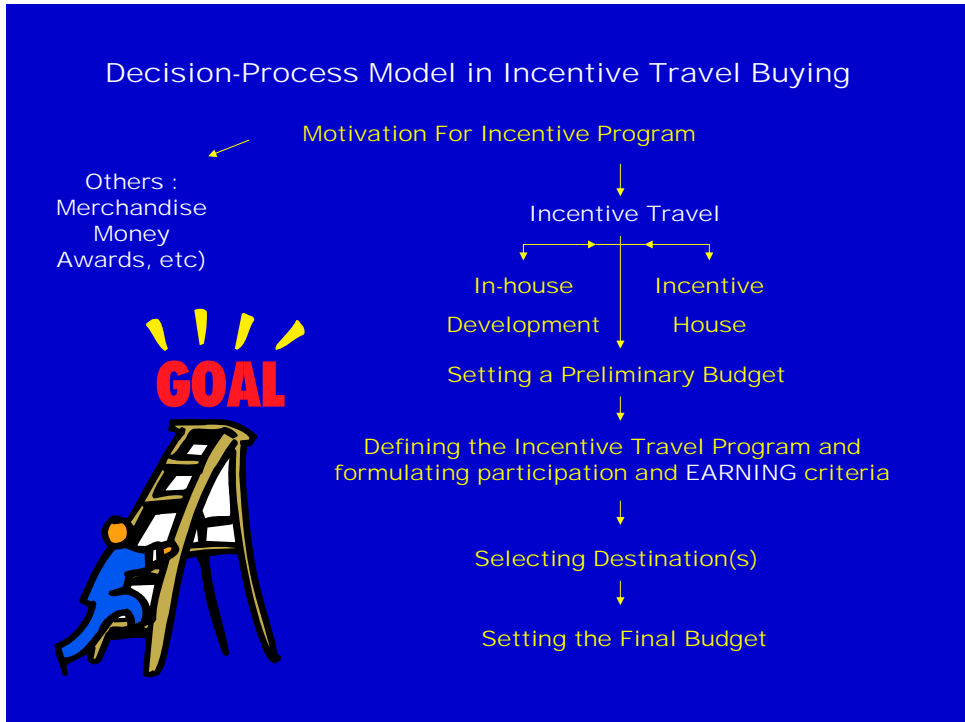 Decision-Process Model in Incentive Travel Buying
Motivation For Incentive Program
Others :
Merchandise
Money
Awards, etc)
Incentive Travel
In-house
Development
Incentive
House
Setting a Preliminary Budget
GOAL
Defining the Incentive Travel Program and
formulating participation and EARNING criteria
Selecting Destination(s)
Setting the Final Budget